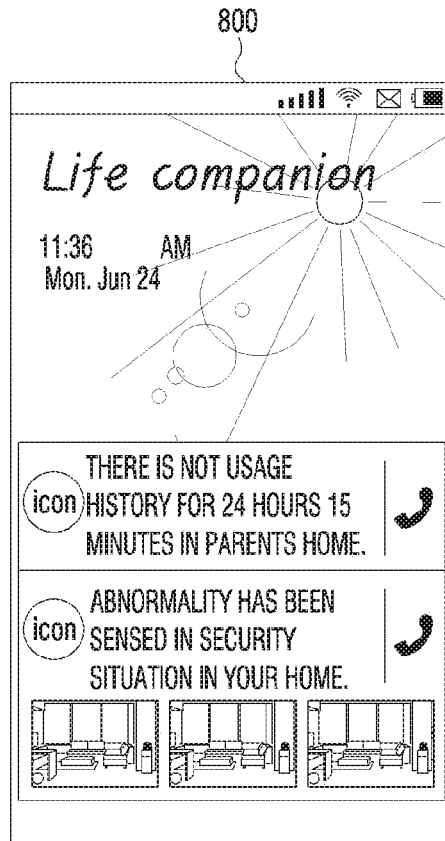 800
Life companion
11:36 AM
Mon. Jun 24
icon
THERE IS NOT USAGE
HISTORY FOR 24 HOURS 15
MINUTES IN PARENTS HOME.
icon
ABNORMALITY HAS BEEN
SENSED IN SECURITY
SITUATION IN YOUR HOME.